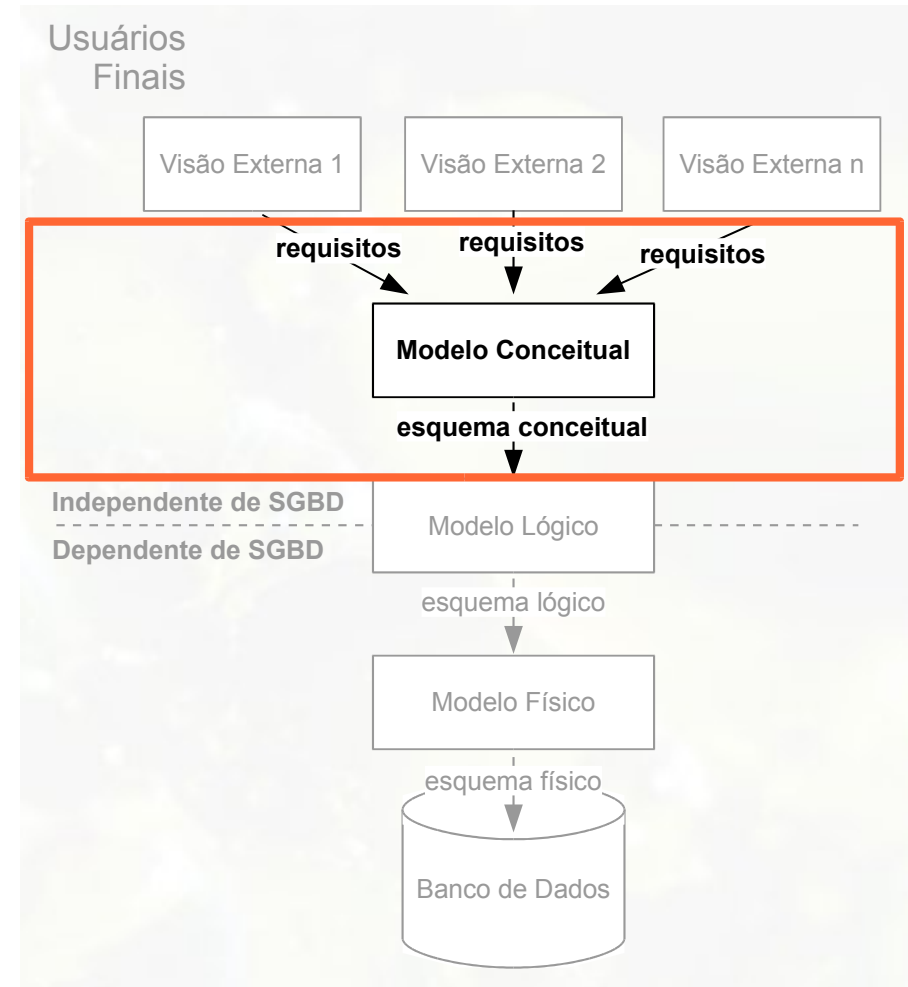 Usuários
Finais
Visão Externa 1
Visão Externa 2
Visão Externa n
requisitos
requisitos
requisitos
Modelo Conceitual
esquema conceitual
Independente de SGBD
Dependente de SGBD
Modelo Lógico
esquema lógico
Modelo Físico
esquema físico
Banco de Dados